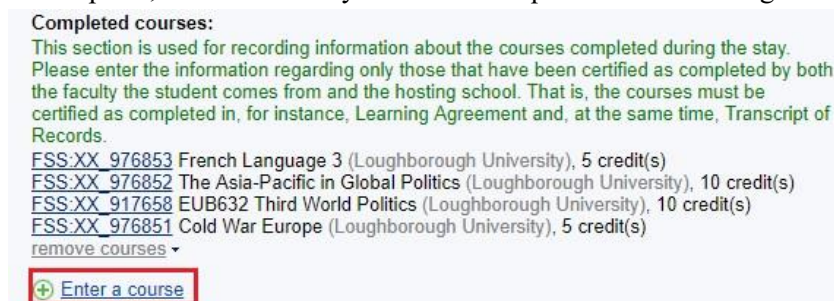 Completed courses:
This section is used for recording information about the courses completed during the stay.
Please enter the information regarding only those that have been certified as completed by both
the faculty the student comes from and the hosting school. That is, the courses must be
certified as completed in, for instance, Learning Agreement and, at the same time, Transcript of
Records.
FSS:XX_976853 French Language 3 (Loughborough University), 5 credit(s)
FSS:XX_976852 The Asia-Pacific in Global Politics (Loughborough University), 10 credit(s)
FSS:XX_917658 EUB632 Third World Politics (Loughborough University), 10 credit(s)
FSS:XX_976851 Cold War Europe (Loughborough University), 5 credit(s)
remove courses
Enter a course